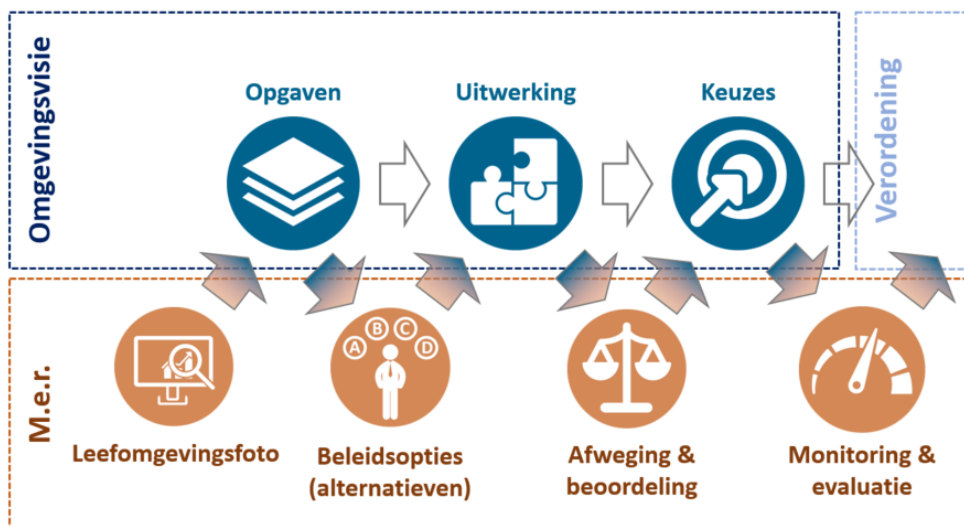 Omgevingsvisie
Opgaven
Uitwerking
Keuzes
Verordening
M.e.r.
A
B
C
D
Leefomgevingsfoto
Beleidsopties
(alternatieven)
Afweging &
beoordeling
Monitoring &
evaluatie